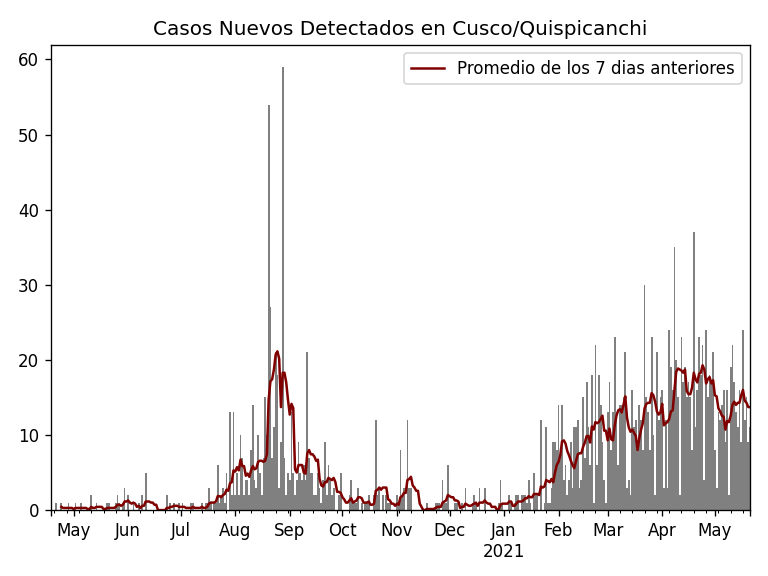 Casos Nuevos Detectados en Cusco/Quispicanchi
Promedio de los 7 dias anteriores
60
50
40
30
20
10
0
May Jun Jul Aug Sep Oct Nov Dec Jan Feb Mar Apr May
2021